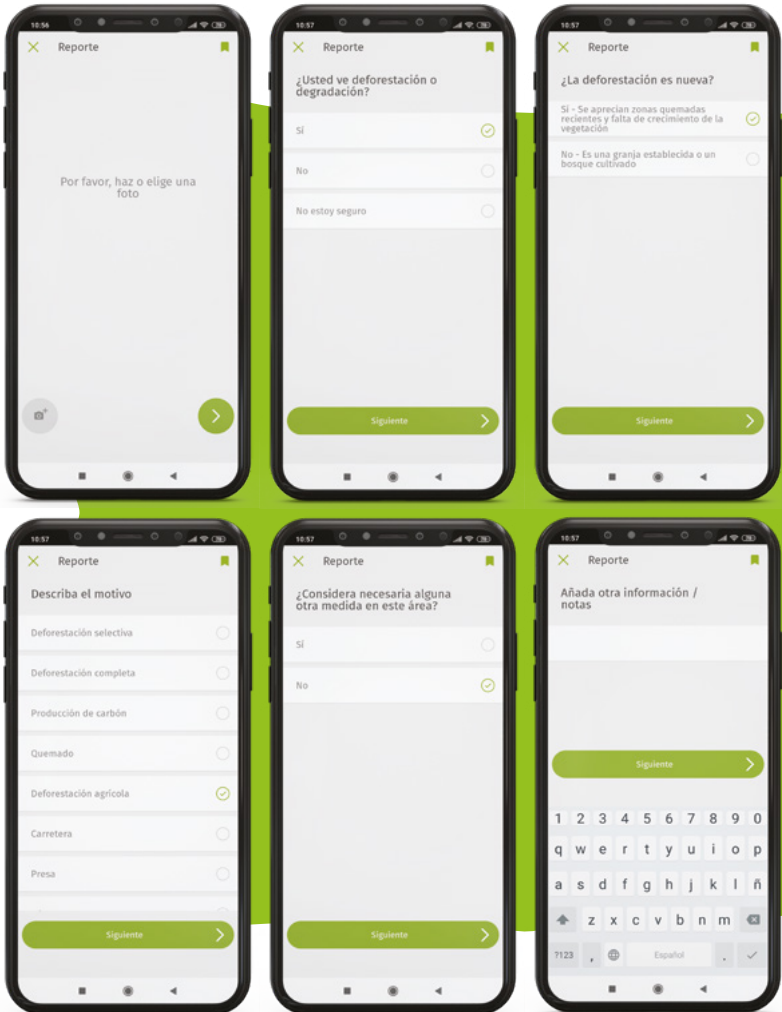 10:56
Reporte
Por favor, haz o elige una
foto
10:57
Reporte
¿Usted ve deforestación o
degradación?
Sí
No
No estoy seguro
Siguiente
10:57
Reporte
¿La deforestación es nueva?
Sí - Se aprecian zonas quemadas
recientes y falta de crecimiento de la
vegetación
No - Es una granja establecida o un
bosque cultivado
Siguiente
10:57
Reporte
Describa el motivo
Deforestación selectiva
Deforestación completa
Producción de carbón
Quemado
Deforestación agrícola
Carretera
Presa
Siguiente
10:57
Reporte
¿Considera necesaria alguna
otra medida en este área?
Sí
No
Siguiente
10:57
Reporte
Añada otra información /
notas
Siguiente
1 2 3 4 5 6 7 8 9 0
q w e r t y u i o p
a s d f g h j k l ñ
z x c v b n m
?123 , Español .